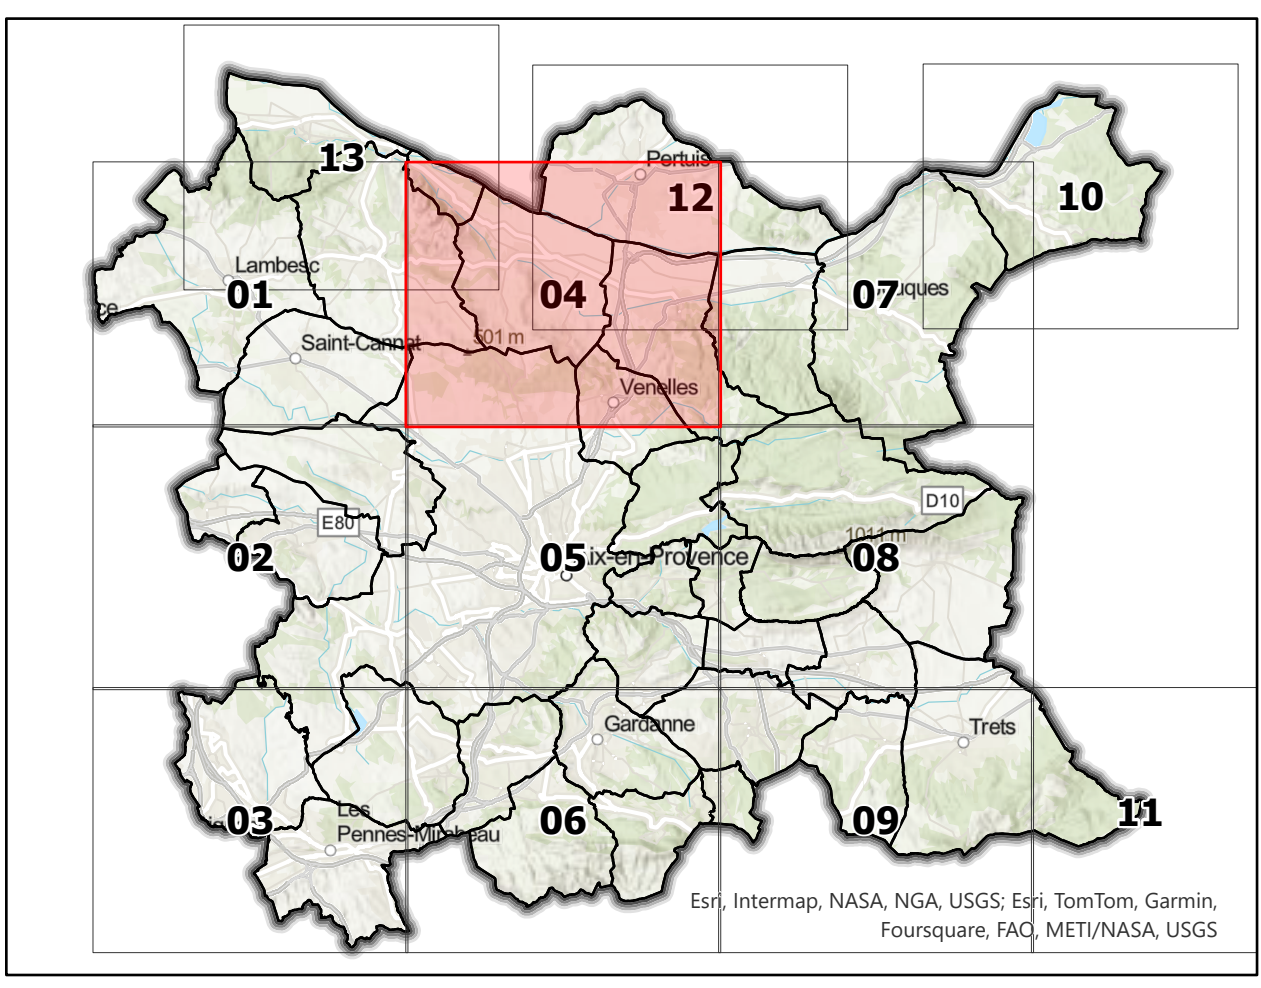 13
Pertuis
12
10
Lambesc
01
04
07
uques
ce
Saint-Cannat
501 m
Venelles
D10
E80
1011 m
02
05
Aix-en-Provence
08
Gardanne
Trets
03
Les
Pennes-Mirabeau
06
09
11
Esri, Intermap, NASA, NGA, USGS; Esri, TomTom, Garmin,
Foursquare, FAO, METI/NASA, USGS